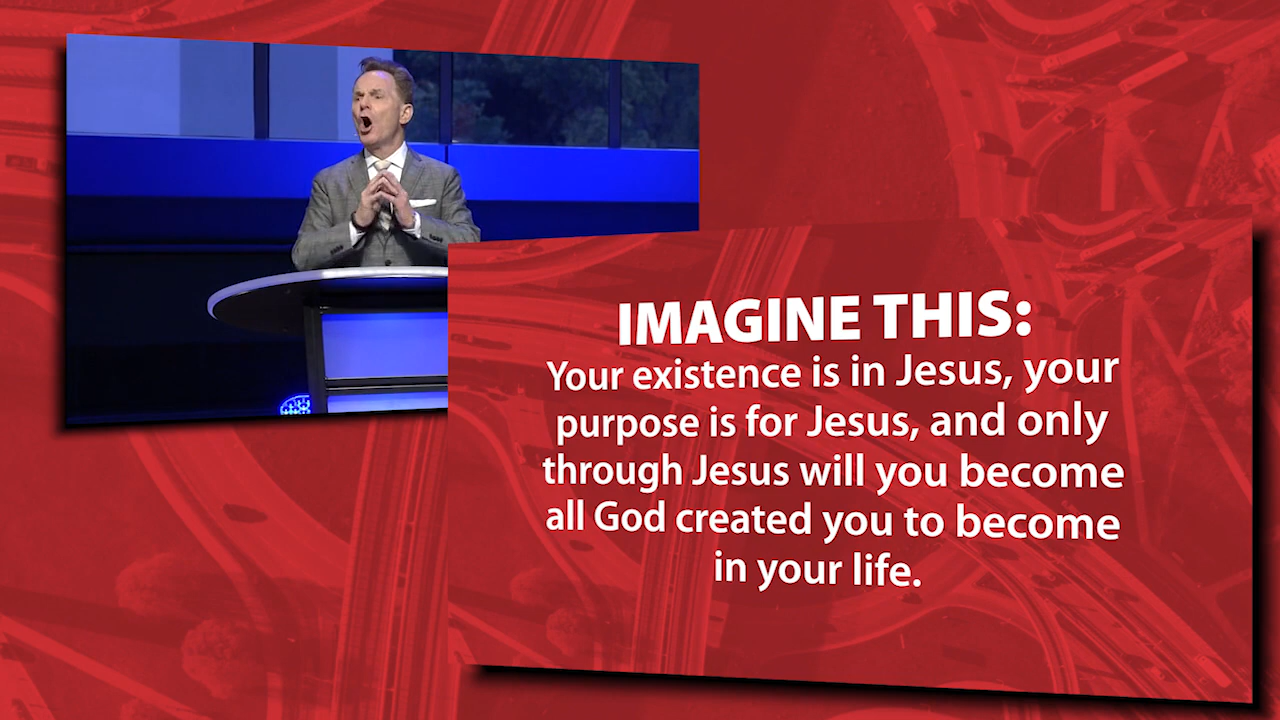 IMAGINE THIS:
Your existence is in Jesus, your
purpose is for Jesus, and only
through Jesus will you become
all God created you to become
in your life.